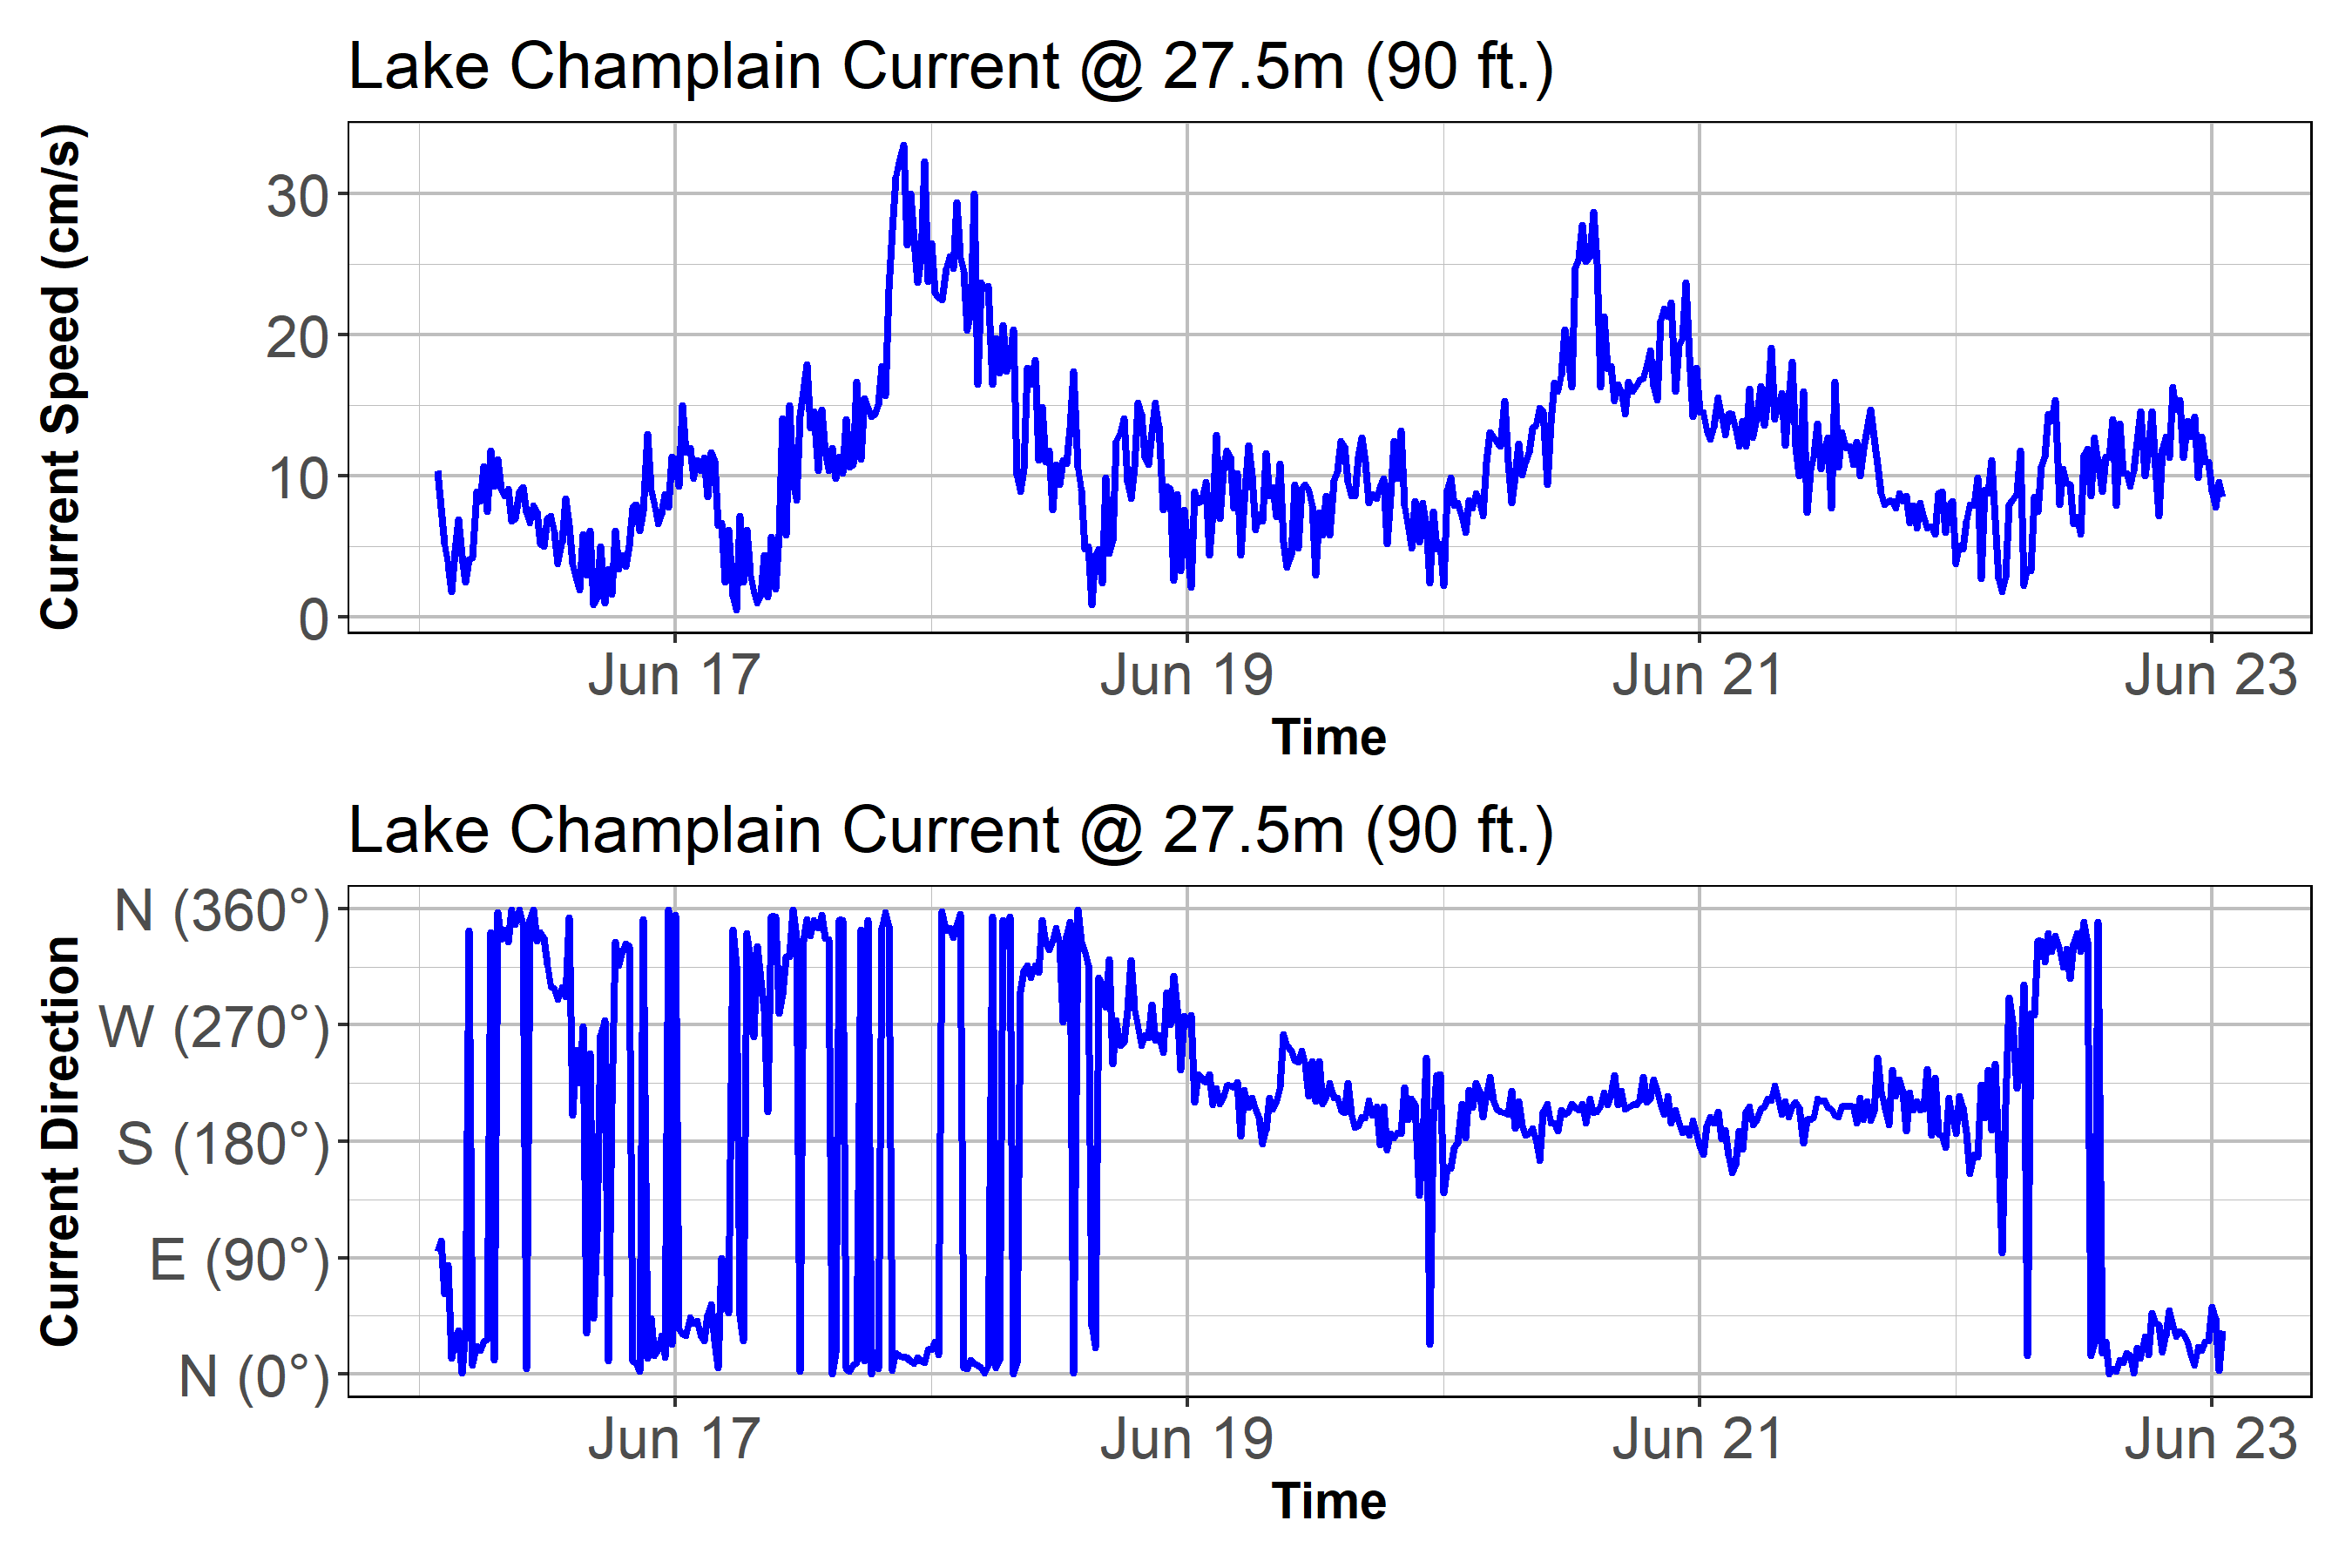 Lake Champlain Current @ 27.5m (90 ft.)
Current Speed (cm/s)
30
20
10
0
Jun 17 Jun 19 Jun 21 Jun 23
Time
Lake Champlain Current @ 27.5m (90 ft.)
Current Direction
N (360°)
W (270°)
S (180°)
E (90°)
N (0°)
Jun 17 Jun 19 Jun 21 Jun 23
Time